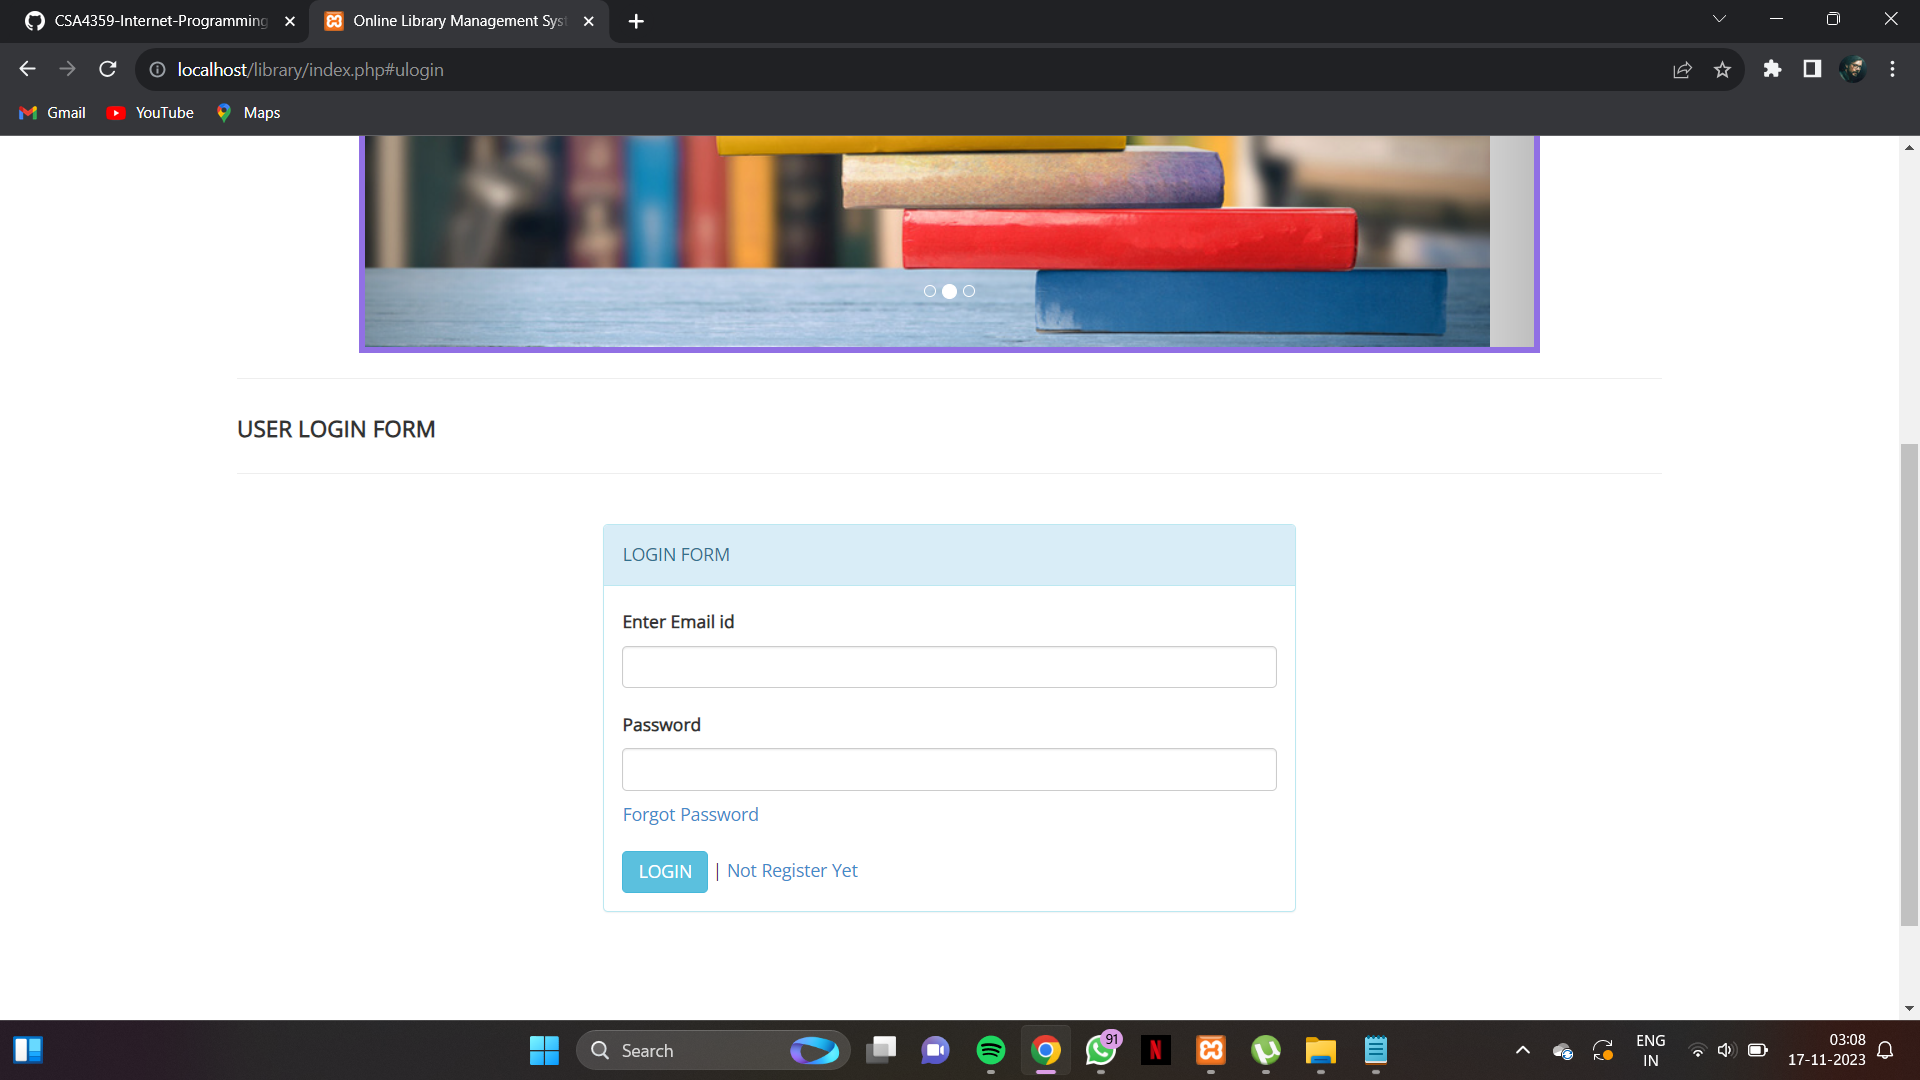 CSA4359-Internet-Programming
Online Library Management Syst
localhost/library/index.php#ulogin
Gmail
YouTube
Maps
USER LOGIN FORM
LOGIN FORM
Enter Email id
Password
Forgot Password
LOGIN | Not Register Yet
Search
91
N
ENG
IN
03:08
17-11-2023